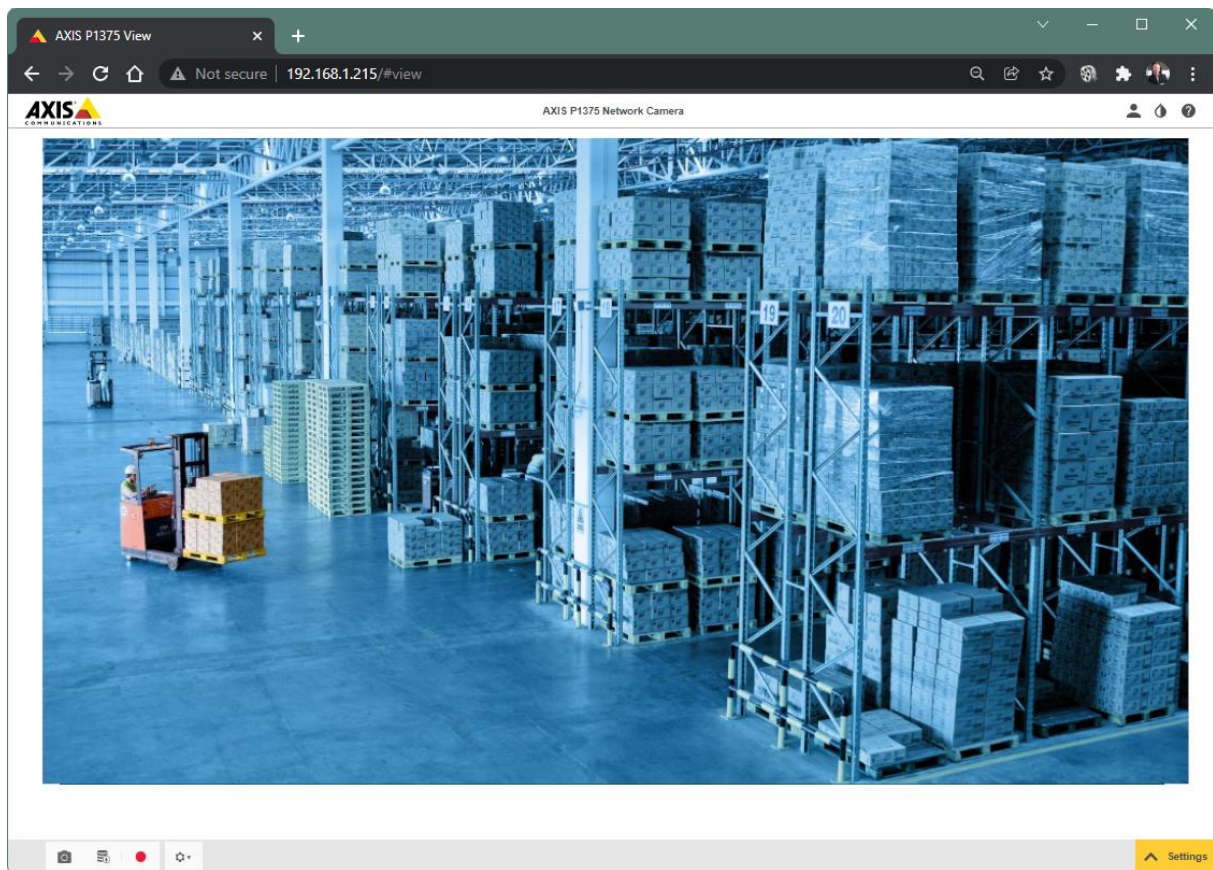 AXIS P1375 View
Not secure 192.168.1.215/#view
AXIS COMMUNICATIONS
AXIS P1375 Network Camera
19
20
Settings